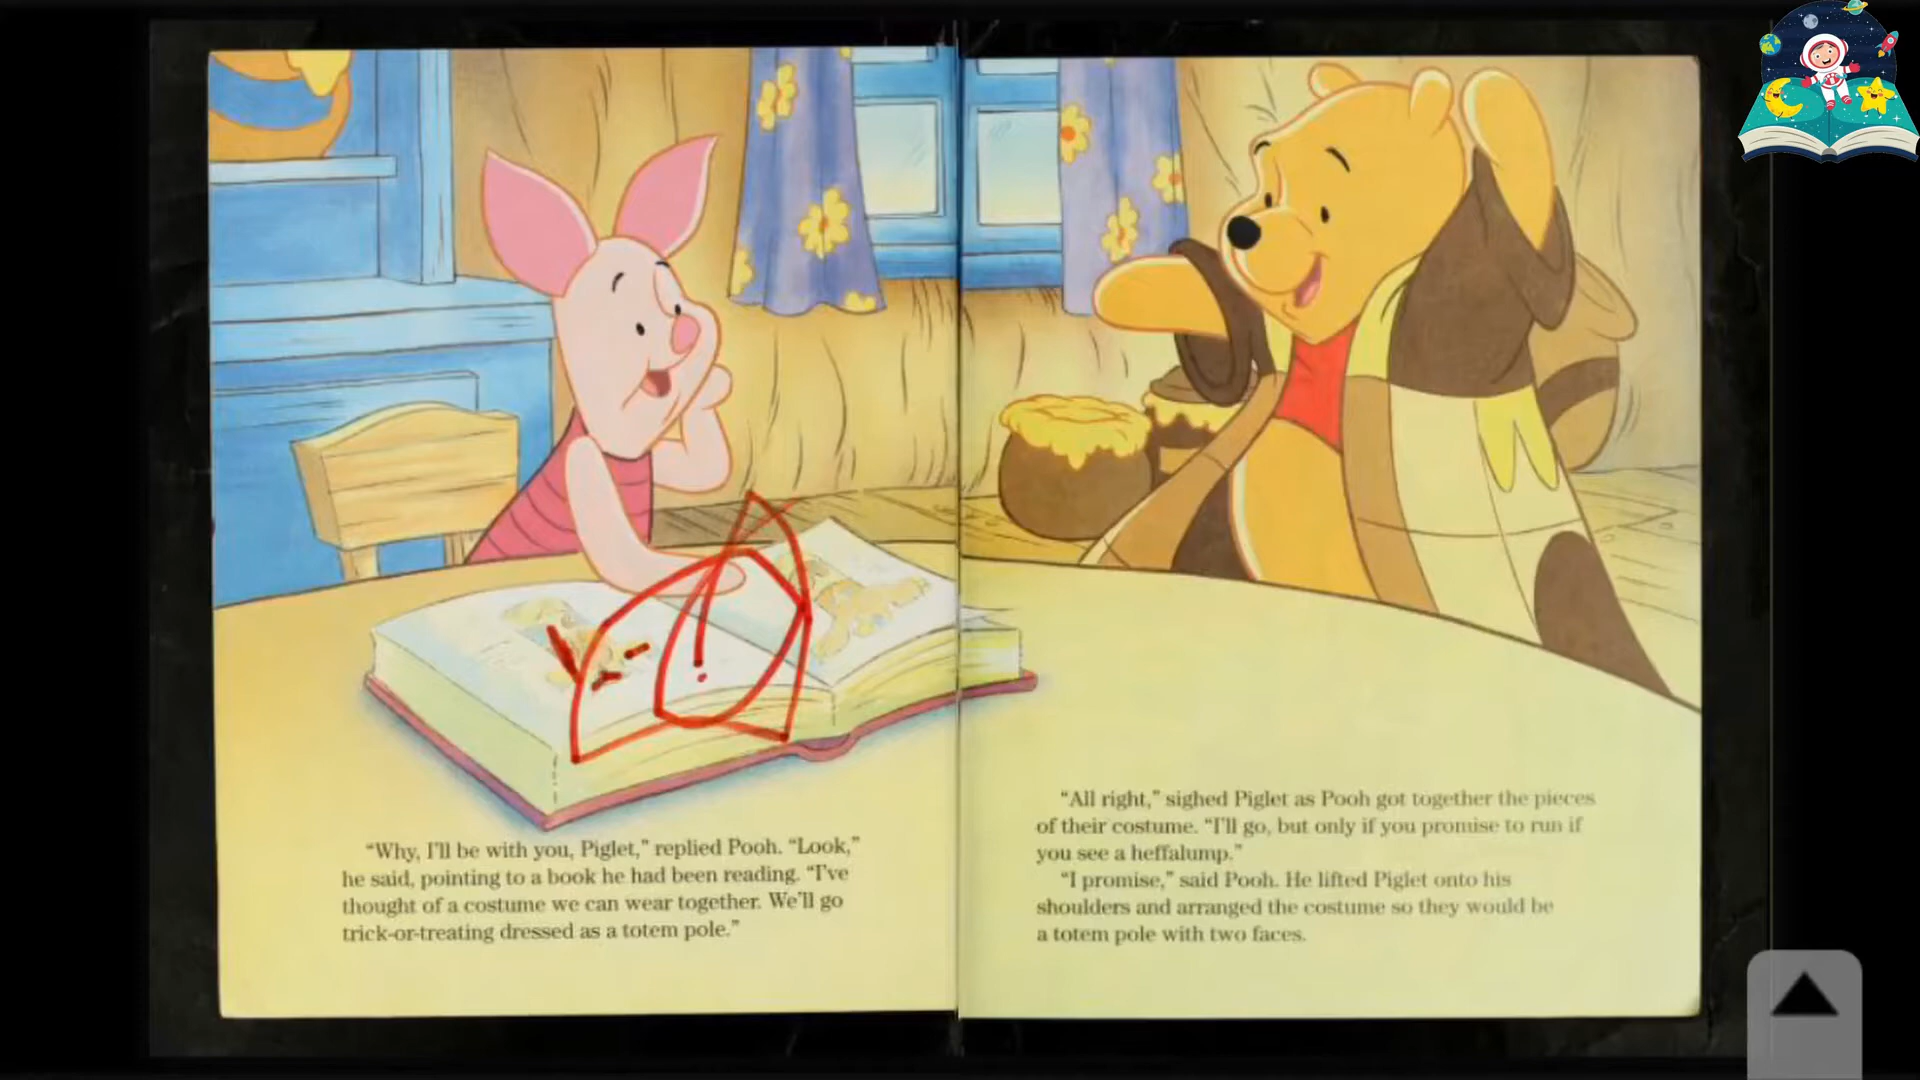 “Why, I'll be with you, Piglet,” replied Pooh. “Look,”
he said, pointing to a book he had been reading. “I've
thought of a costume we can wear together. We'll go
trick-or-treating dressed as a totem pole.”
“All right,” sighed Piglet as Pooh got together the pieces
of their costume. “I'll go, but only if you promise to run if
you see a heffalump.”
“I promise,” said Pooh. He lifted Piglet onto his
shoulders and arranged the costume so they would be
a totem pole with two faces.